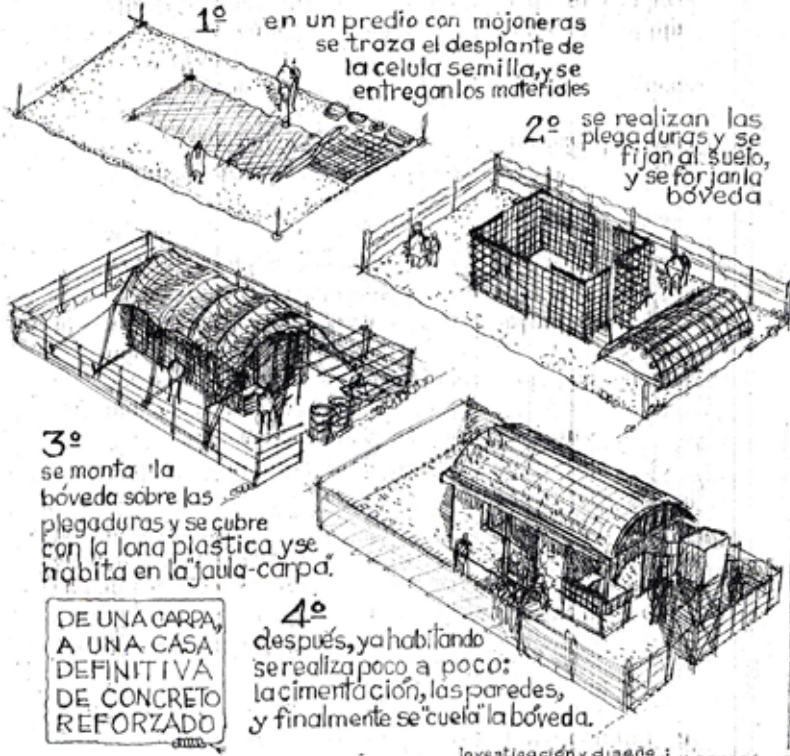 1º en un predio con mojoneras
se traza el desplante de
la celula semilla, y se
entregan los materiales
2º se realizan las
plegaduras y se
fijan al suelo,
y se forjan la
bóveda
3º
se monta la
bóveda sobre las
plegaduras y se cubre
con la lona plastica y se
habita en la "jaula-carpa".
DE UNA CARPA,
A UNA CASA
DEFINITIVA
DE CONCRETO
REFORZADO
4º
después, ya habitando
se realiza poco a poco:
la cimentación, las paredes,
y finalmente se "cuela" la bóveda.
Investigación y diseño